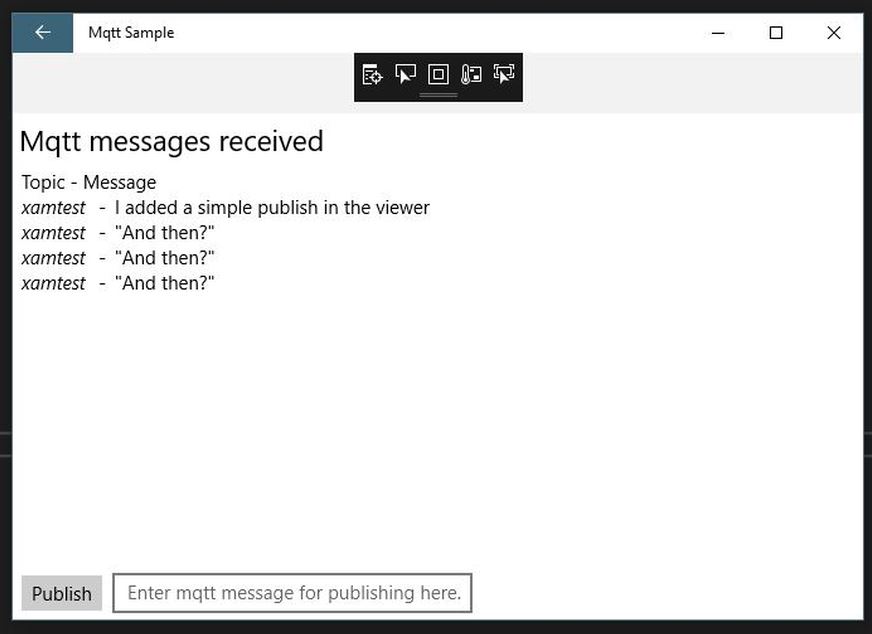 Mqtt Sample
Mqtt messages received
Topic - Message
xamtest - I added a simple publish in the viewer
xamtest - "And then?"
xamtest - "And then?"
xamtest - "And then?"
Publish Enter mqtt message for publishing here.